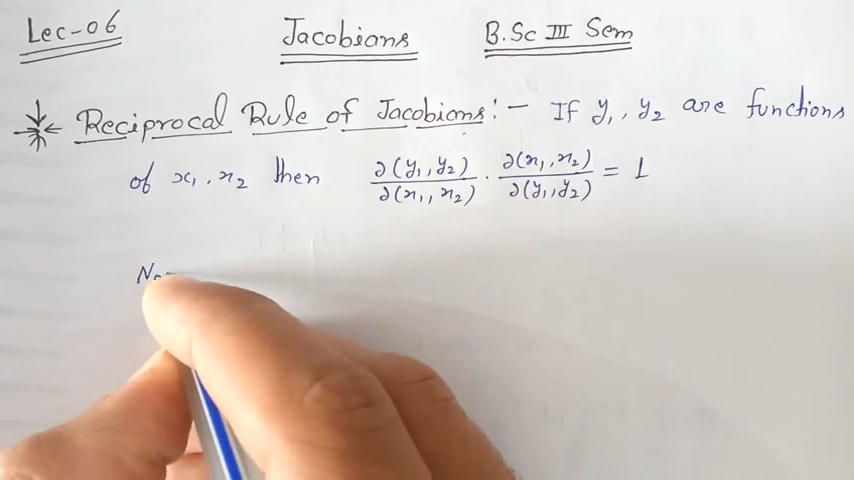 Lec-06 Jacobians B.Sc III Sem
Reciprocal Rule of Jacobians:- If y₁, y₂ are functions
of x₁, x₂ then ∂(y₁, y₂)/∂(x₁, x₂) · ∂(x₁, x₂)/∂(y₁, y₂) = 1